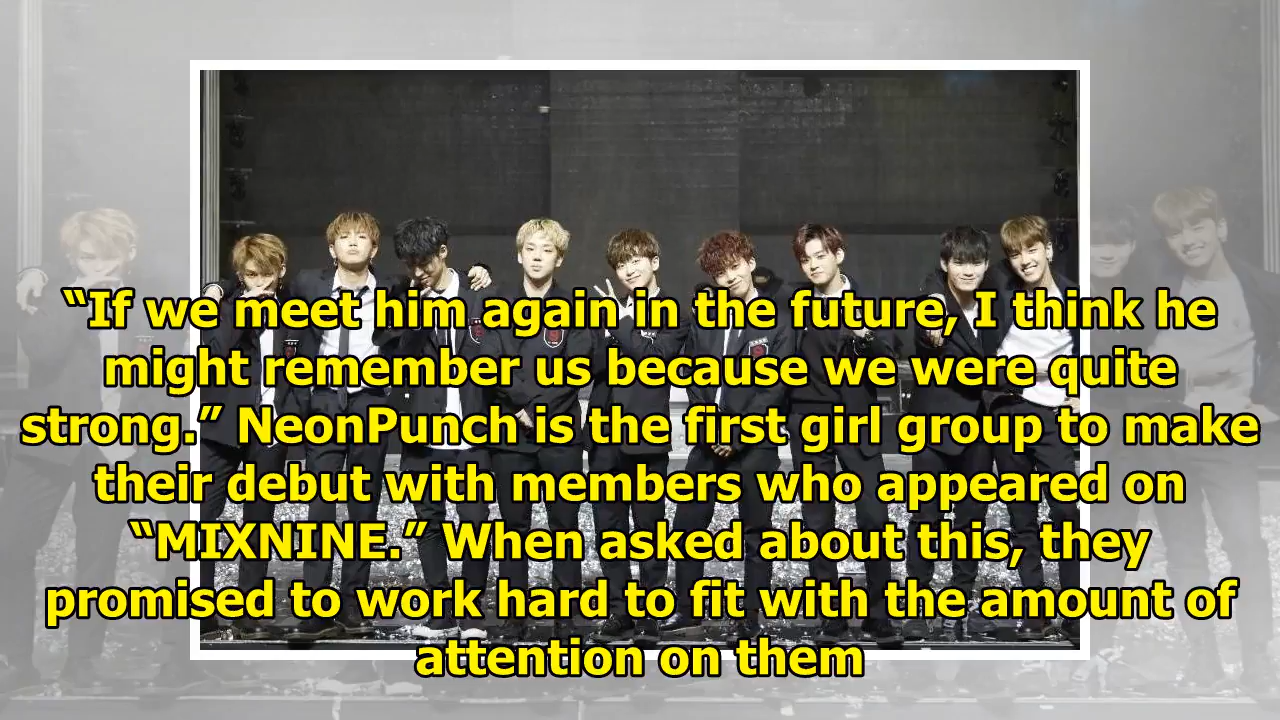 “If we meet him again in the future, I think he
might remember us because we were quite
strong.” NeonPunch is the first girl group to make
their debut with members who appeared on
“MIXNINE.” When asked about this, they
promised to work hard to fit with the amount of
attention on them